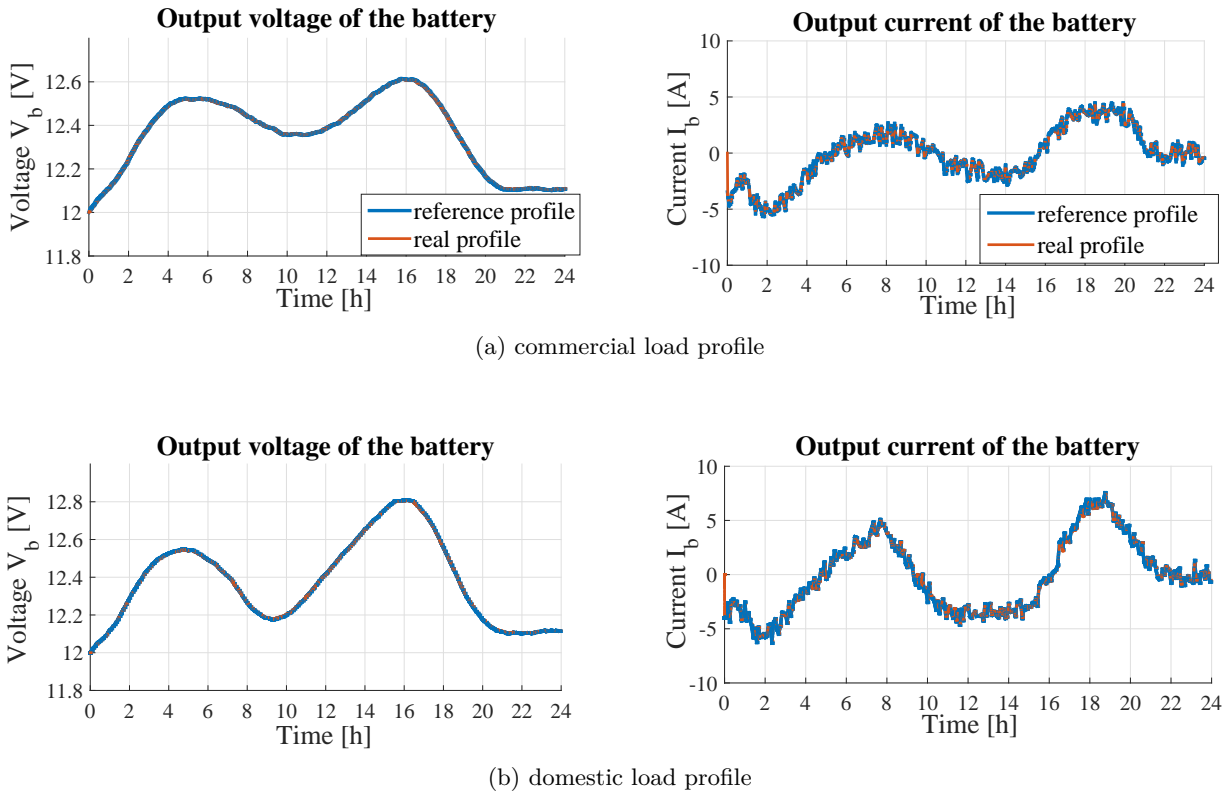 Output voltage of the battery
Voltage V_b [V]
12.6
12.4
12.2
12
11.8
0 2 4 6 8 10 12 14 16 18 20 22 24
Time [h]
reference profile
real profile
Output current of the battery
Current I_b [A]
10
5
0
-5
-10
0 2 4 6 8 10 12 14 16 18 20 22 24
Time [h]
reference profile
real profile
(a) commercial load profile
Output voltage of the battery
Voltage V_b [V]
12.8
12.6
12.4
12.2
12
11.8
0 2 4 6 8 10 12 14 16 18 20 22 24
Time [h]
Output current of the battery
Current I_b [A]
10
5
0
-5
-10
0 2 4 6 8 10 12 14 16 18 20 22 24
Time [h]
(b) domestic load profile